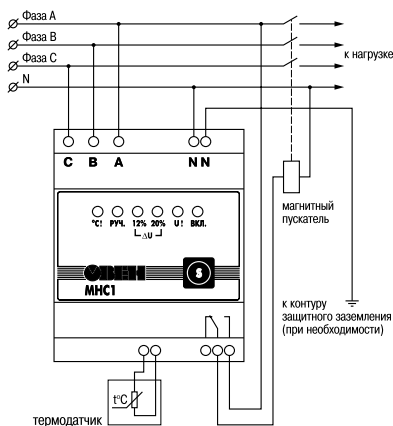 Фаза A
Фаза B
Фаза C
N
к нагрузке
C B A N N
°C! РУЧ. 12% 20% U! ВКЛ.
ΔU
ОВЕН
S
МНС1
магнитный
пускатель
к контуру
защитного заземления
(при необходимости)
t°C
термодатчик